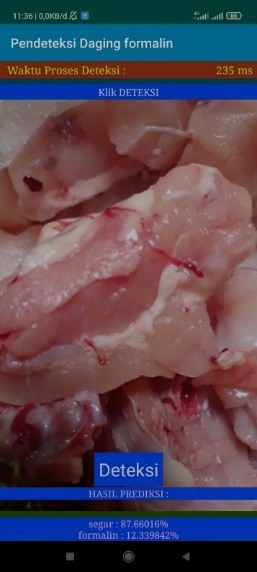 11:36 | 0,0KB/d
Pendeteksi Daging formalin
Waktu Proses Deteksi : 235 ms
Klik DETEKSI
Deteksi
HASIL PREDIKSI :
segar : 87.66016%
formalin : 12.339842%